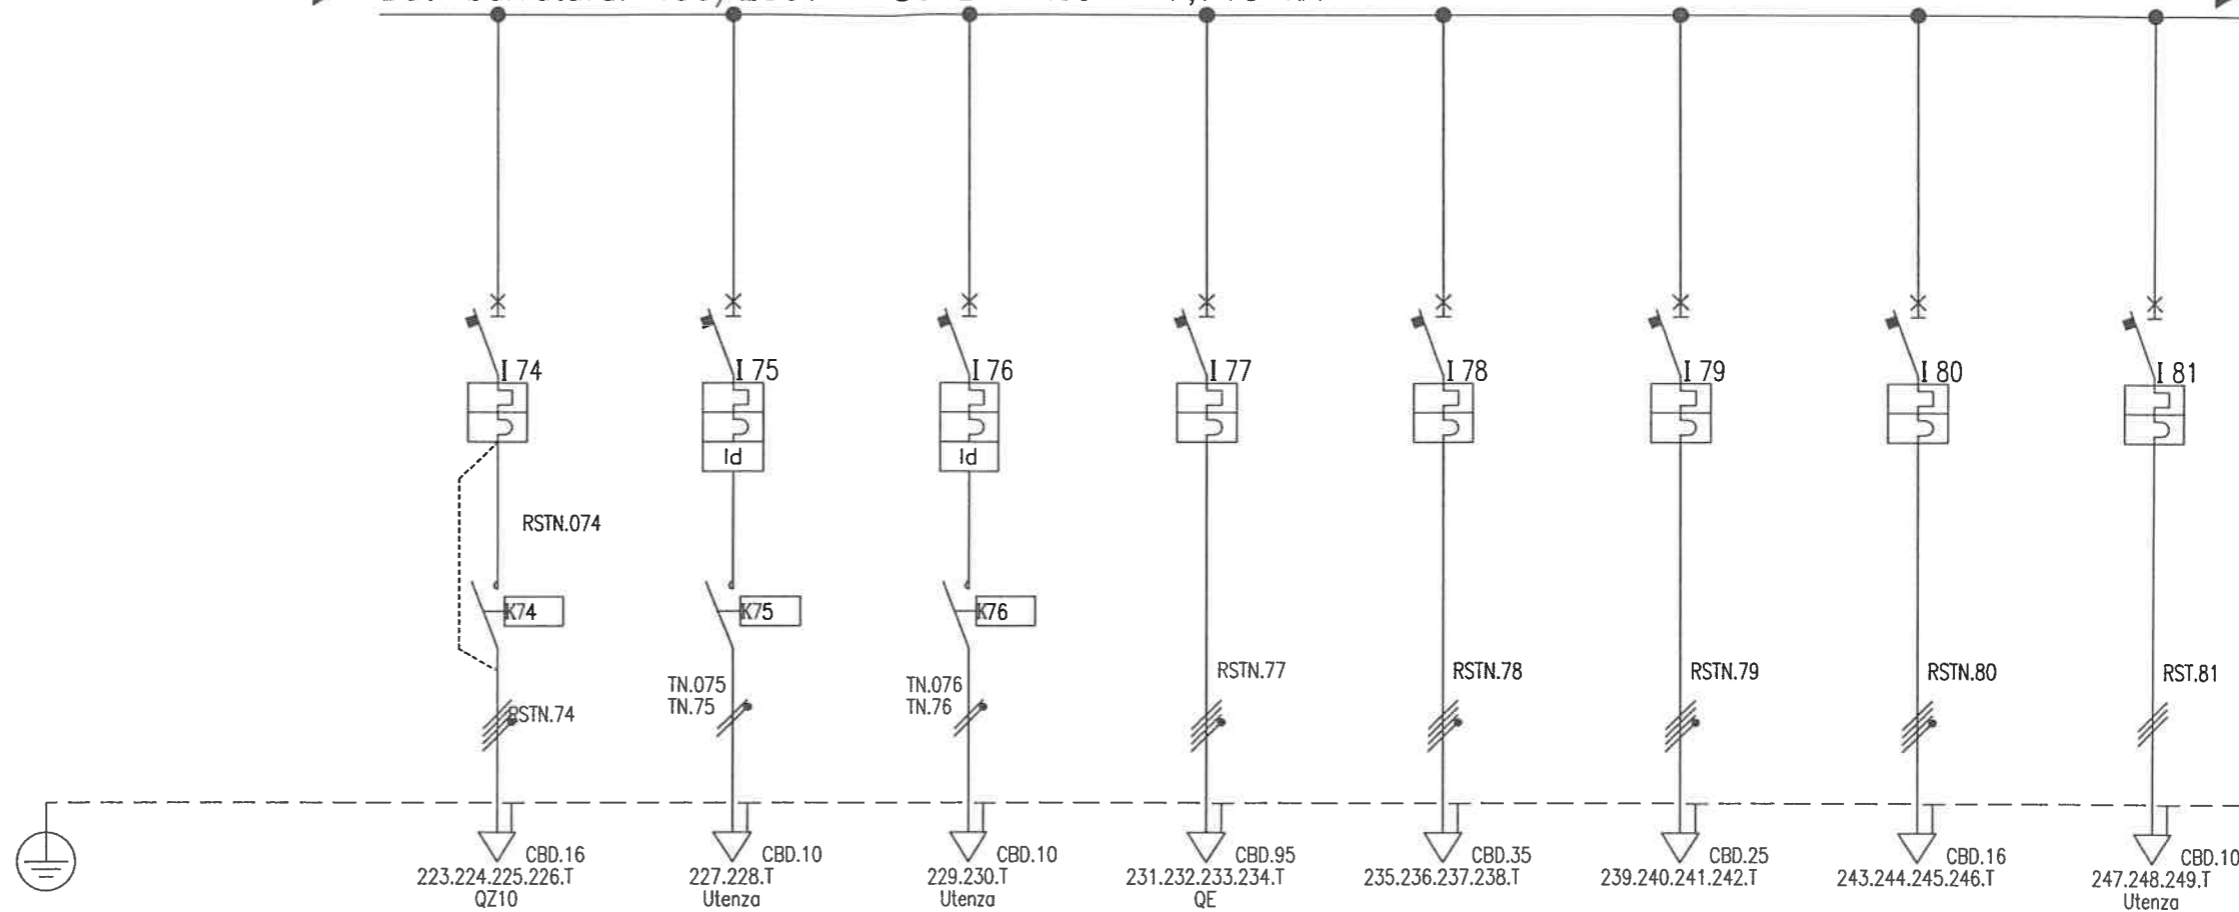 I 74
I 75
I 76
I 77
I 78
I 79
I 80
I 81
Id
Id
RSTN.074
K74
K75
K76
RSTN.77
RSTN.78
RSTN.79
RSTN.80
RST.81
TN.075
TN.75
TN.076
TN.76
RSTN.74
CBD.16
CBD.10
CBD.10
CBD.95
CBD.35
CBD.25
CBD.16
CBD.10
223.224.225.226.T
227.228.T
229.230.T
231.232.233.234.T
235.236.237.238.T
239.240.241.242.T
243.244.245.246.T
247.248.249.T
QZ10
Utenza
Utenza
QE
Utenza